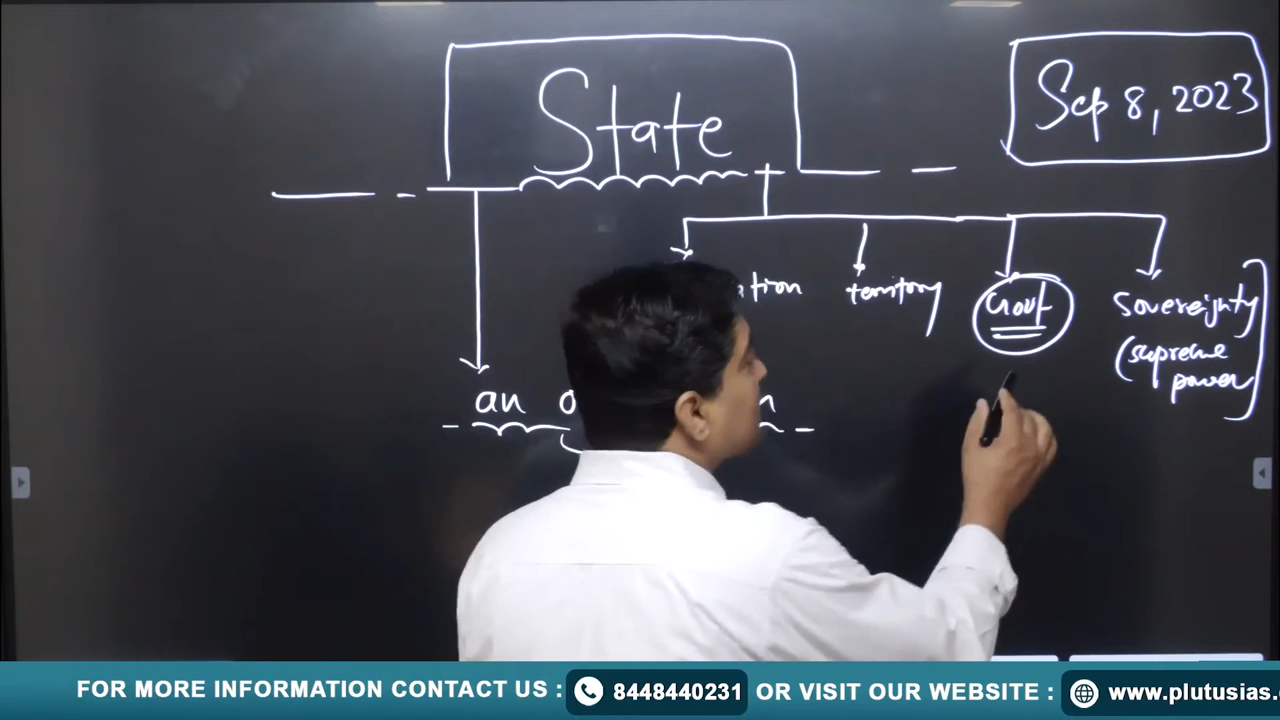 State
Sep 8, 2023
territory
Govt
Sovereignty
(supreme
power
an
FOR MORE INFORMATION CONTACT US : 8448440231 OR VISIT OUR WEBSITE : www.plutusias.